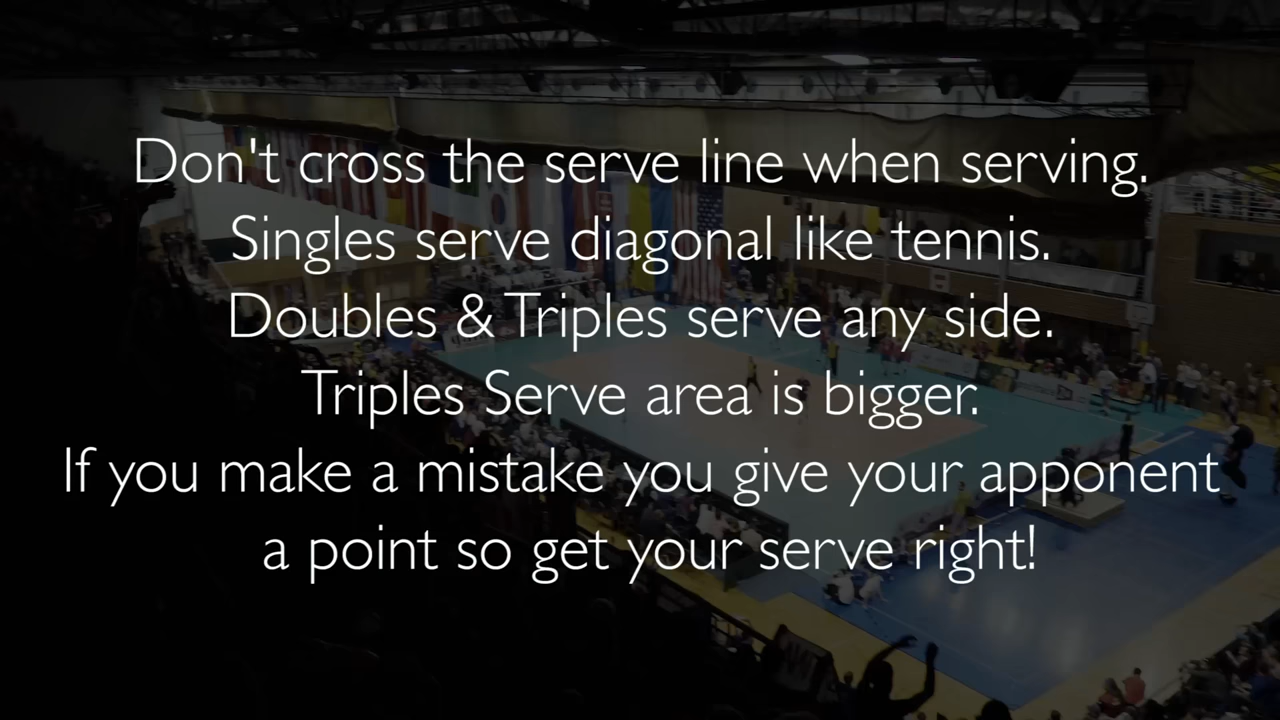 Don't cross the serve line when serving.
Singles serve diagonal like tennis.
Doubles & Triples serve any side.
Triples Serve area is bigger.
If you make a mistake you give your apponent
a point so get your serve right!